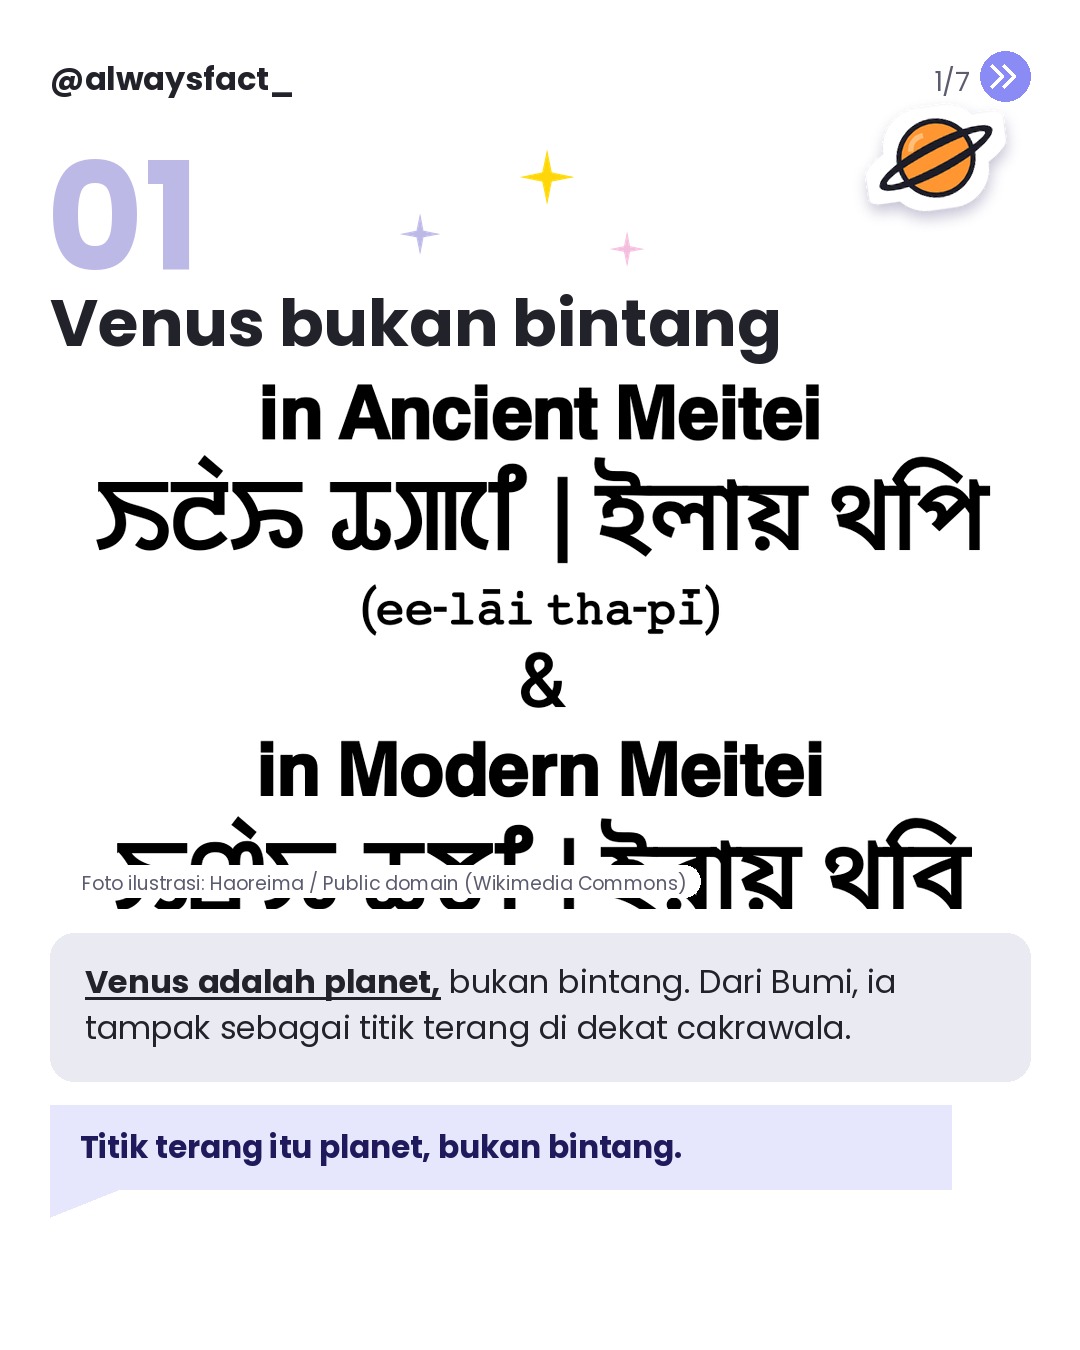 @alwaysfact_
1/7
01
Venus bukan bintang
in Ancient Meitei
ꯏꯂꯥꯌ ꯊꯄꯤ | ইলায় থপি
(ee-lāi tha-pī)
&
in Modern Meitei
থবি
Foto ilustrasi: Haoreima / Public domain (Wikimedia Commons)
Venus adalah planet, bukan bintang. Dari Bumi, ia
tampak sebagai titik terang di dekat cakrawala.
Titik terang itu planet, bukan bintang.